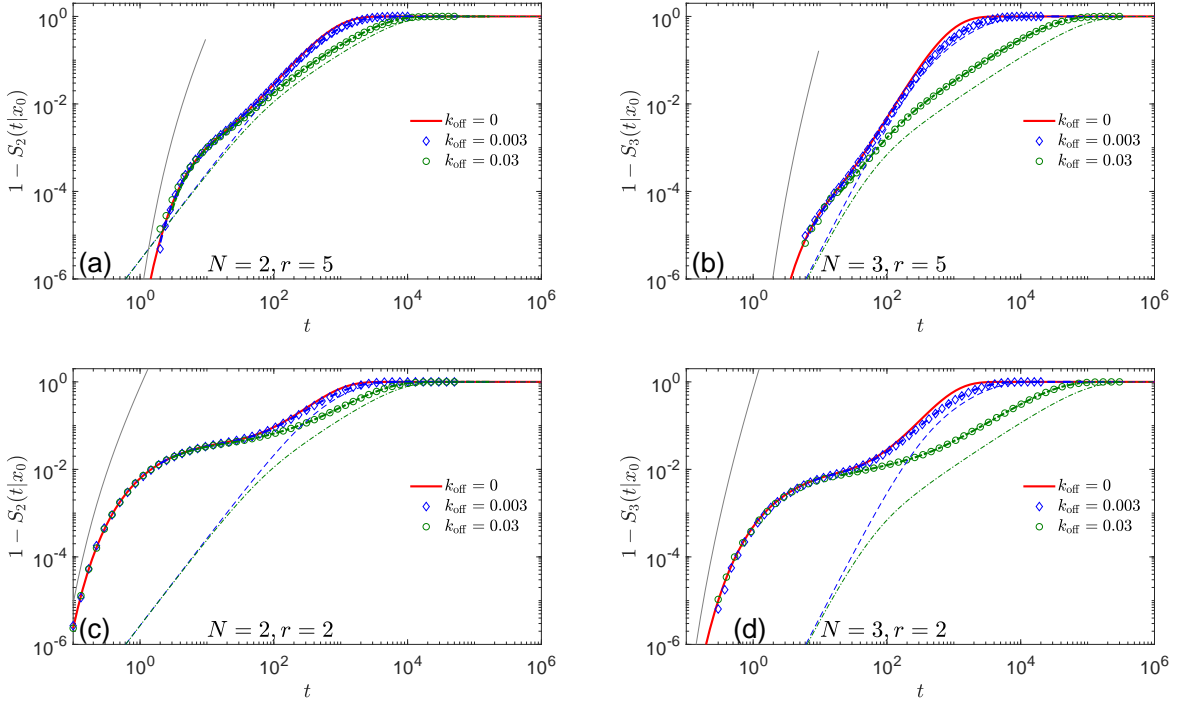 10^0
10^-2
10^-4
10^-6
1 − S_2(t|x_0)
k_off = 0
k_off = 0.003
k_off = 0.03
(a)
N = 2, r = 5
10^0
10^2
10^4
10^6
t
10^0
10^-2
10^-4
10^-6
1 − S_3(t|x_0)
k_off = 0
k_off = 0.003
k_off = 0.03
(b)
N = 3, r = 5
10^0
10^2
10^4
10^6
t
10^0
10^-2
10^-4
10^-6
1 − S_2(t|x_0)
k_off = 0
k_off = 0.003
k_off = 0.03
(c)
N = 2, r = 2
10^0
10^2
10^4
10^6
t
10^0
10^-2
10^-4
10^-6
1 − S_3(t|x_0)
k_off = 0
k_off = 0.003
k_off = 0.03
(d)
N = 3, r = 2
10^0
10^2
10^4
10^6
t